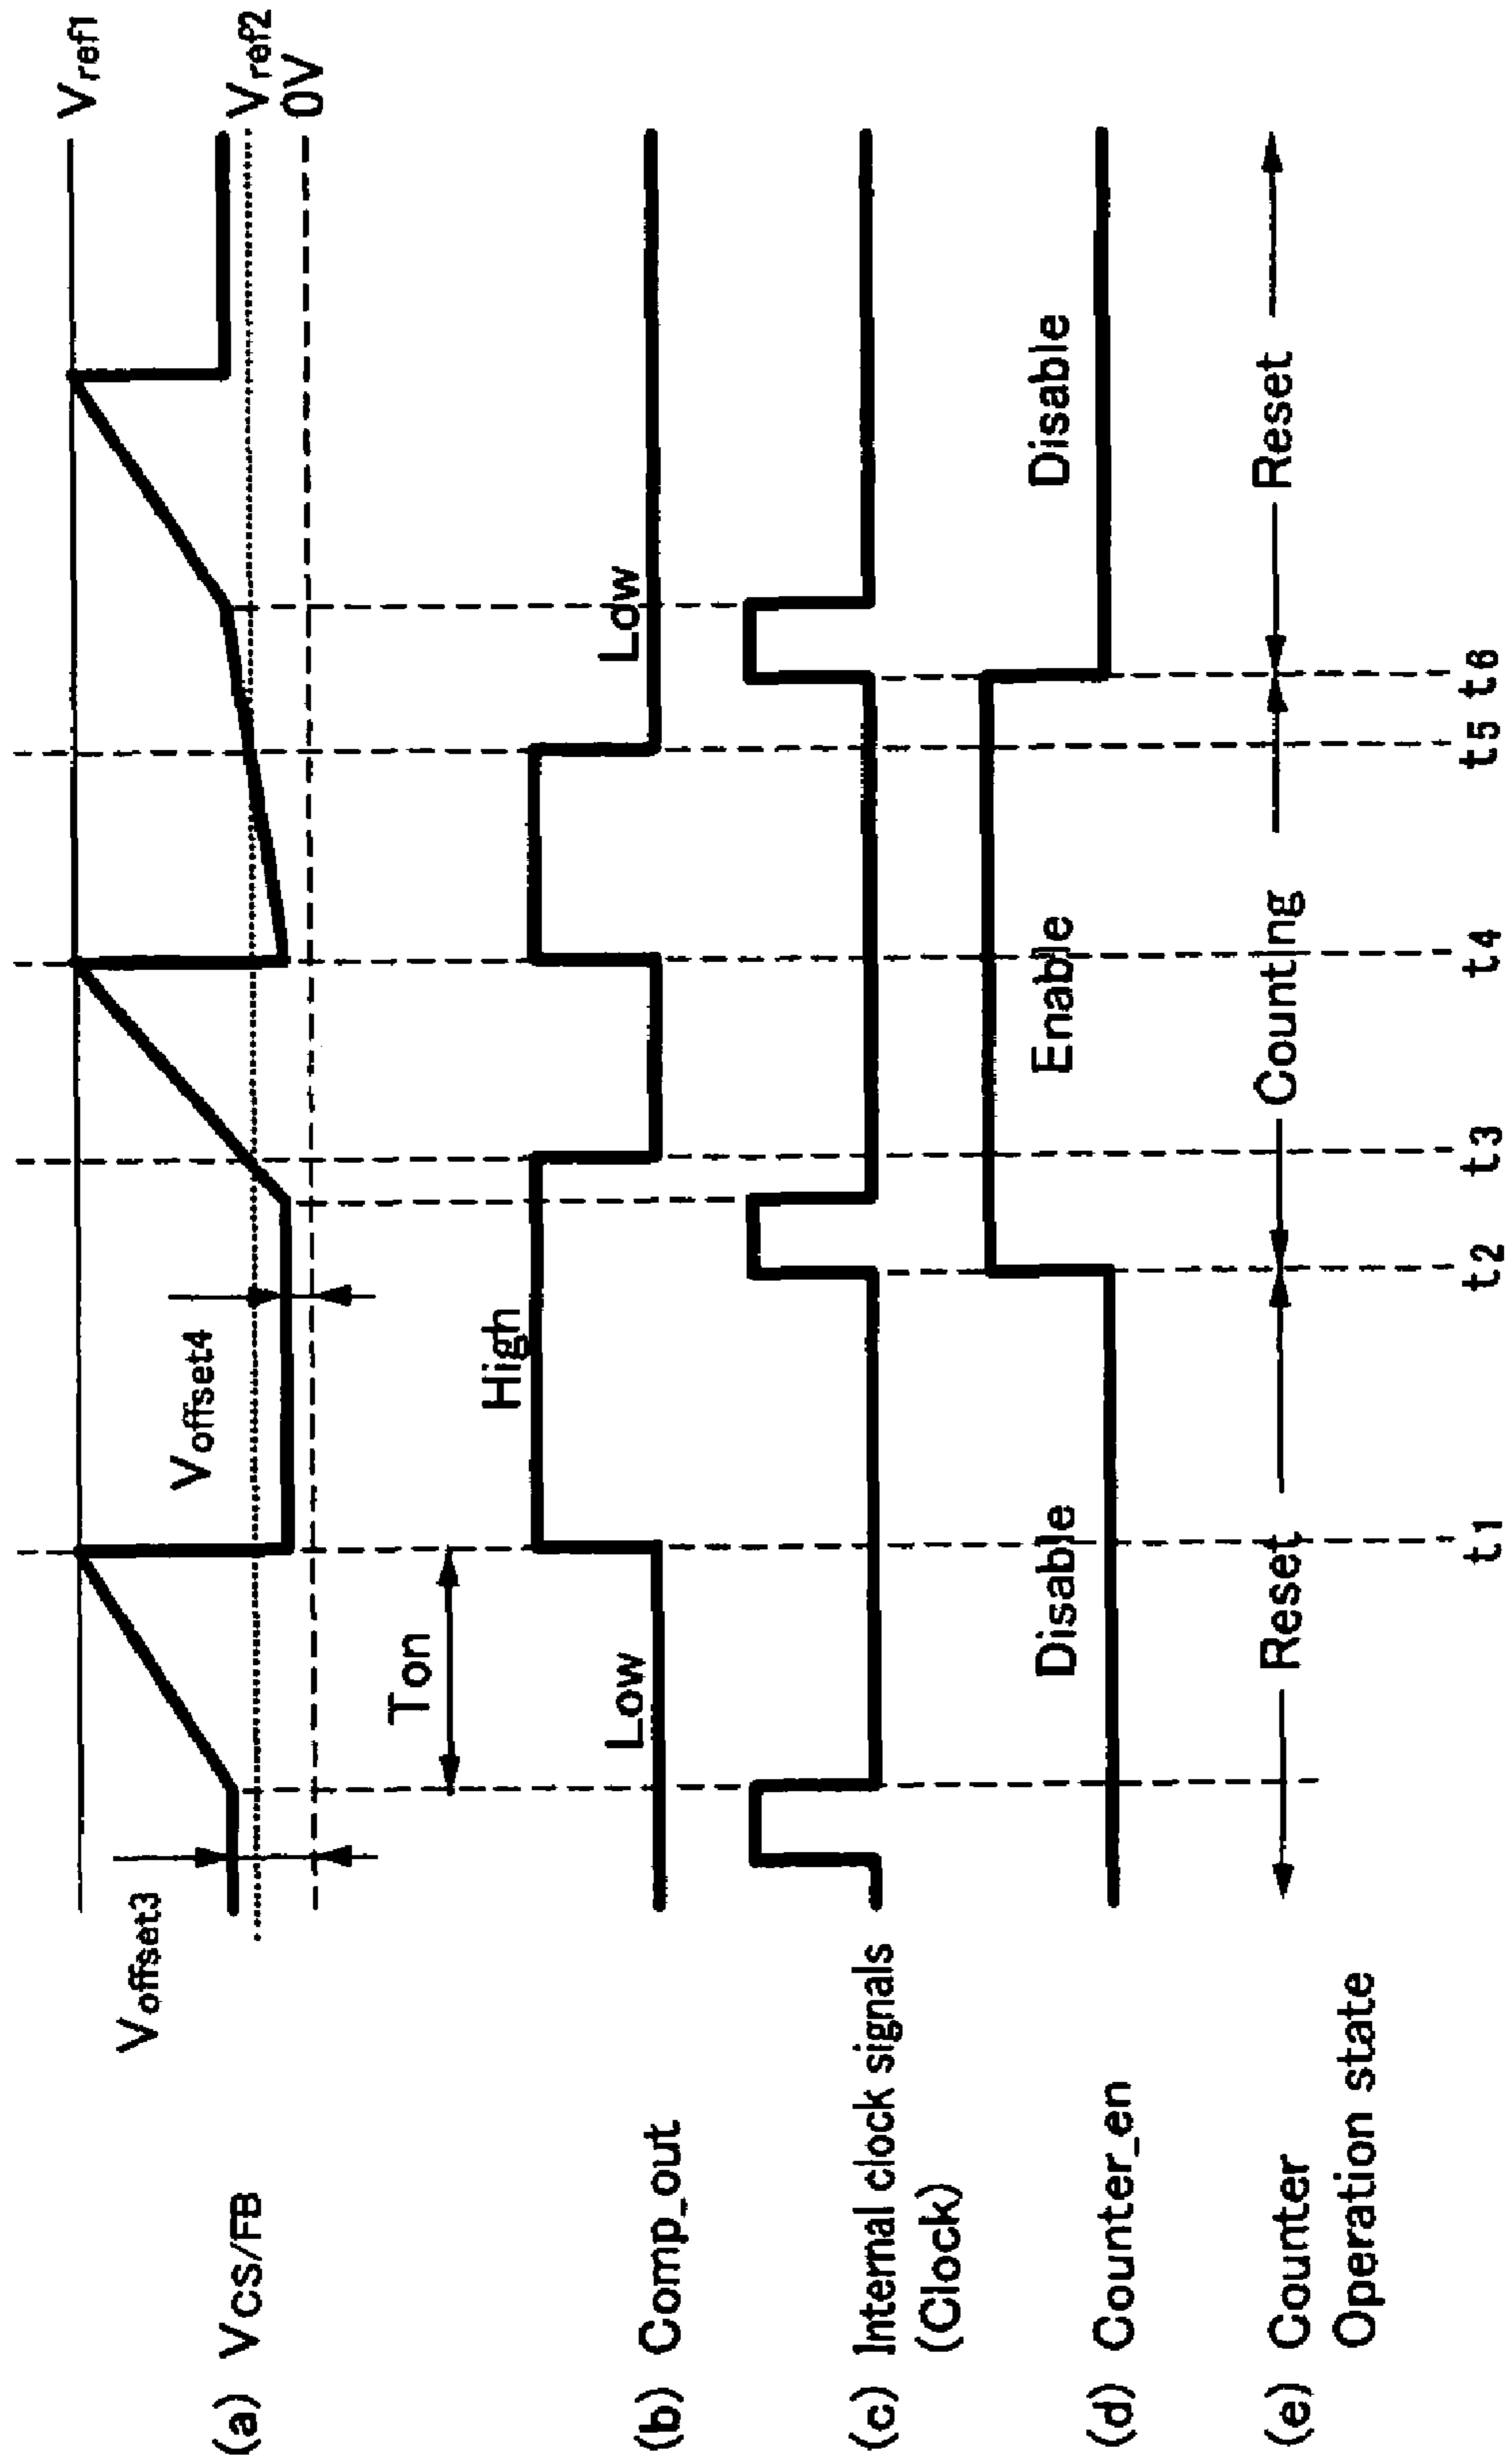 (a) VCS/FB
Voffset3
Voffset4
Vref1
Vref2
0V
Ton
(b) Comp_out
Low
High
Low
(c) Internal clock signals
(Clock)
(d) Counter_en
Disable
Enable
Disable
(e) Counter
Operation state
Reset
Counting
Reset
t1
t2
t3
t4
t5
t6